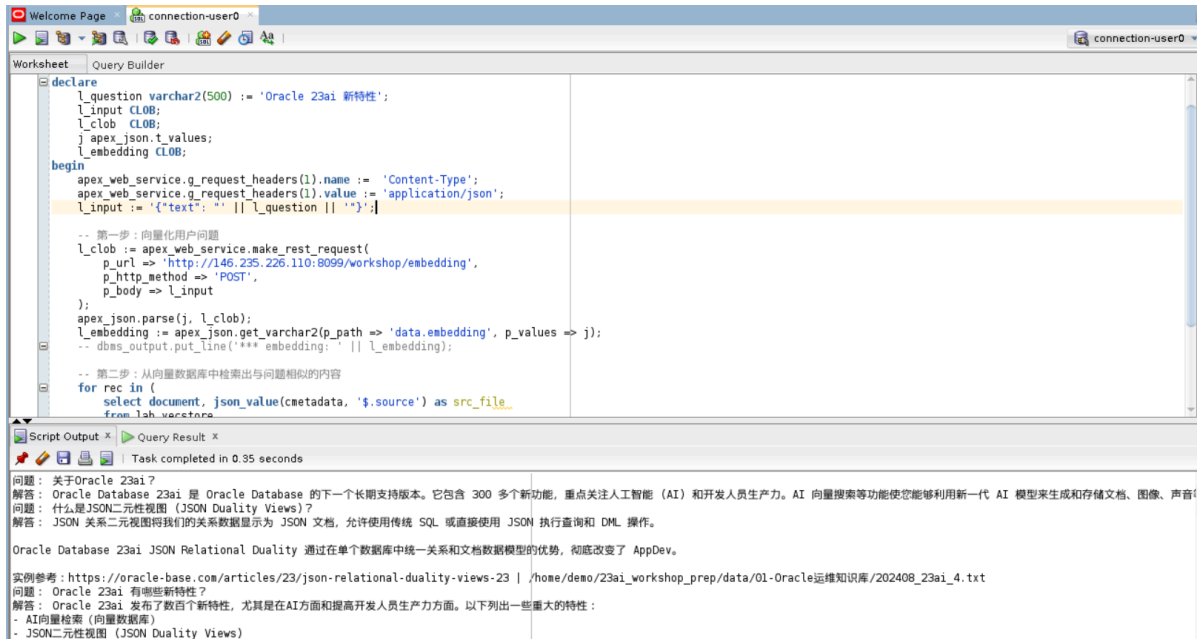 Welcome Page connection-user0
connection-user0
Worksheet Query Builder
declare
l_question varchar2(500) := 'Oracle 23ai 新特性';
l_input CLOB;
l_clob CLOB;
j apex_json.t_values;
l_embedding CLOB;
begin
apex_web_service.g_request_headers(1).name := 'Content-Type';
apex_web_service.g_request_headers(1).value := 'application/json';
l_input := '{"text": "' || l_question || '"}';
-- 第一步：向量化用户问题
l_clob := apex_web_service.make_rest_request(
p_url => 'http://146.235.226.110:8099/workshop/embedding',
p_http_method => 'POST',
p_body => l_input
);
apex_json.parse(j, l_clob);
l_embedding := apex_json.get_varchar2(p_path => 'data.embedding', p_values => j);
-- dbms_output.put_line('*** embedding: ' || l_embedding);
-- 第二步：从向量数据库中检索出与问题相似的内容
for rec in (
select document, json_value(cmetadata, '$.source') as src_file
from lab_vecstore
Script Output x Query Result x
Task completed in 0.35 seconds
问题： 关于Oracle 23ai？
解答： Oracle Database 23ai 是 Oracle Database 的下一个长期支持版本。它包含 300 多个新功能，重点关注人工智能 (AI) 和开发人员生产力。AI 向量搜索等功能使您能够利用新一代 AI 模型来生成和存储文档、图像、声音
问题： 什么是JSON二元性视图 (JSON Duality Views)？
解答： JSON 关系二元视图将我们的关系数据显示为 JSON 文档，允许使用传统 SQL 或直接使用 JSON 执行查询和 DML 操作。
Oracle Database 23ai JSON Relational Duality 通过在单个数据库中统一关系和文档数据模型的优势，彻底改变了 AppDev。
实例参考：https://oracle-base.com/articles/23/json-relational-duality-views-23 | /home/demo/23ai_workshop_prep/data/01-Oracle运维知识库/202408_23ai_4.txt
问题： Oracle 23ai 有哪些新特性？
解答： Oracle 23ai 发布了数百个新特性，尤其是在AI方面和提高开发人员生产力方面。以下列出一些重大的特性：
- AI向量检索（向量数据库）
- JSON二元性视图 (JSON Duality Views)